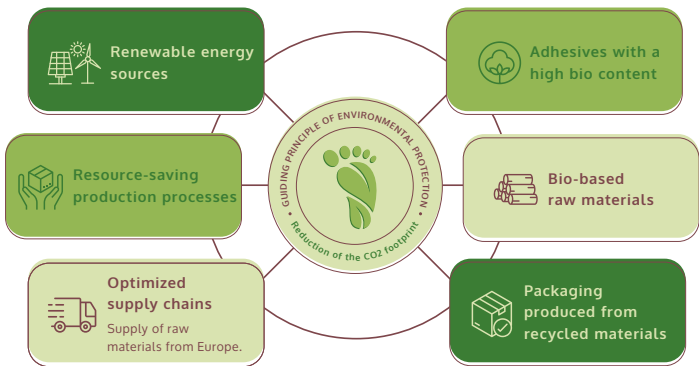 Renewable energy
sources
Adhesives with a
high bio content
GUIDING PRINCIPLE OF ENVIRONMENTAL PROTECTION
Reduction of the CO2 footprint
Resource-saving
production processes
Bio-based
raw materials
Optimized
supply chains
Supply of raw
materials from Europe.
Packaging
produced from
recycled materials